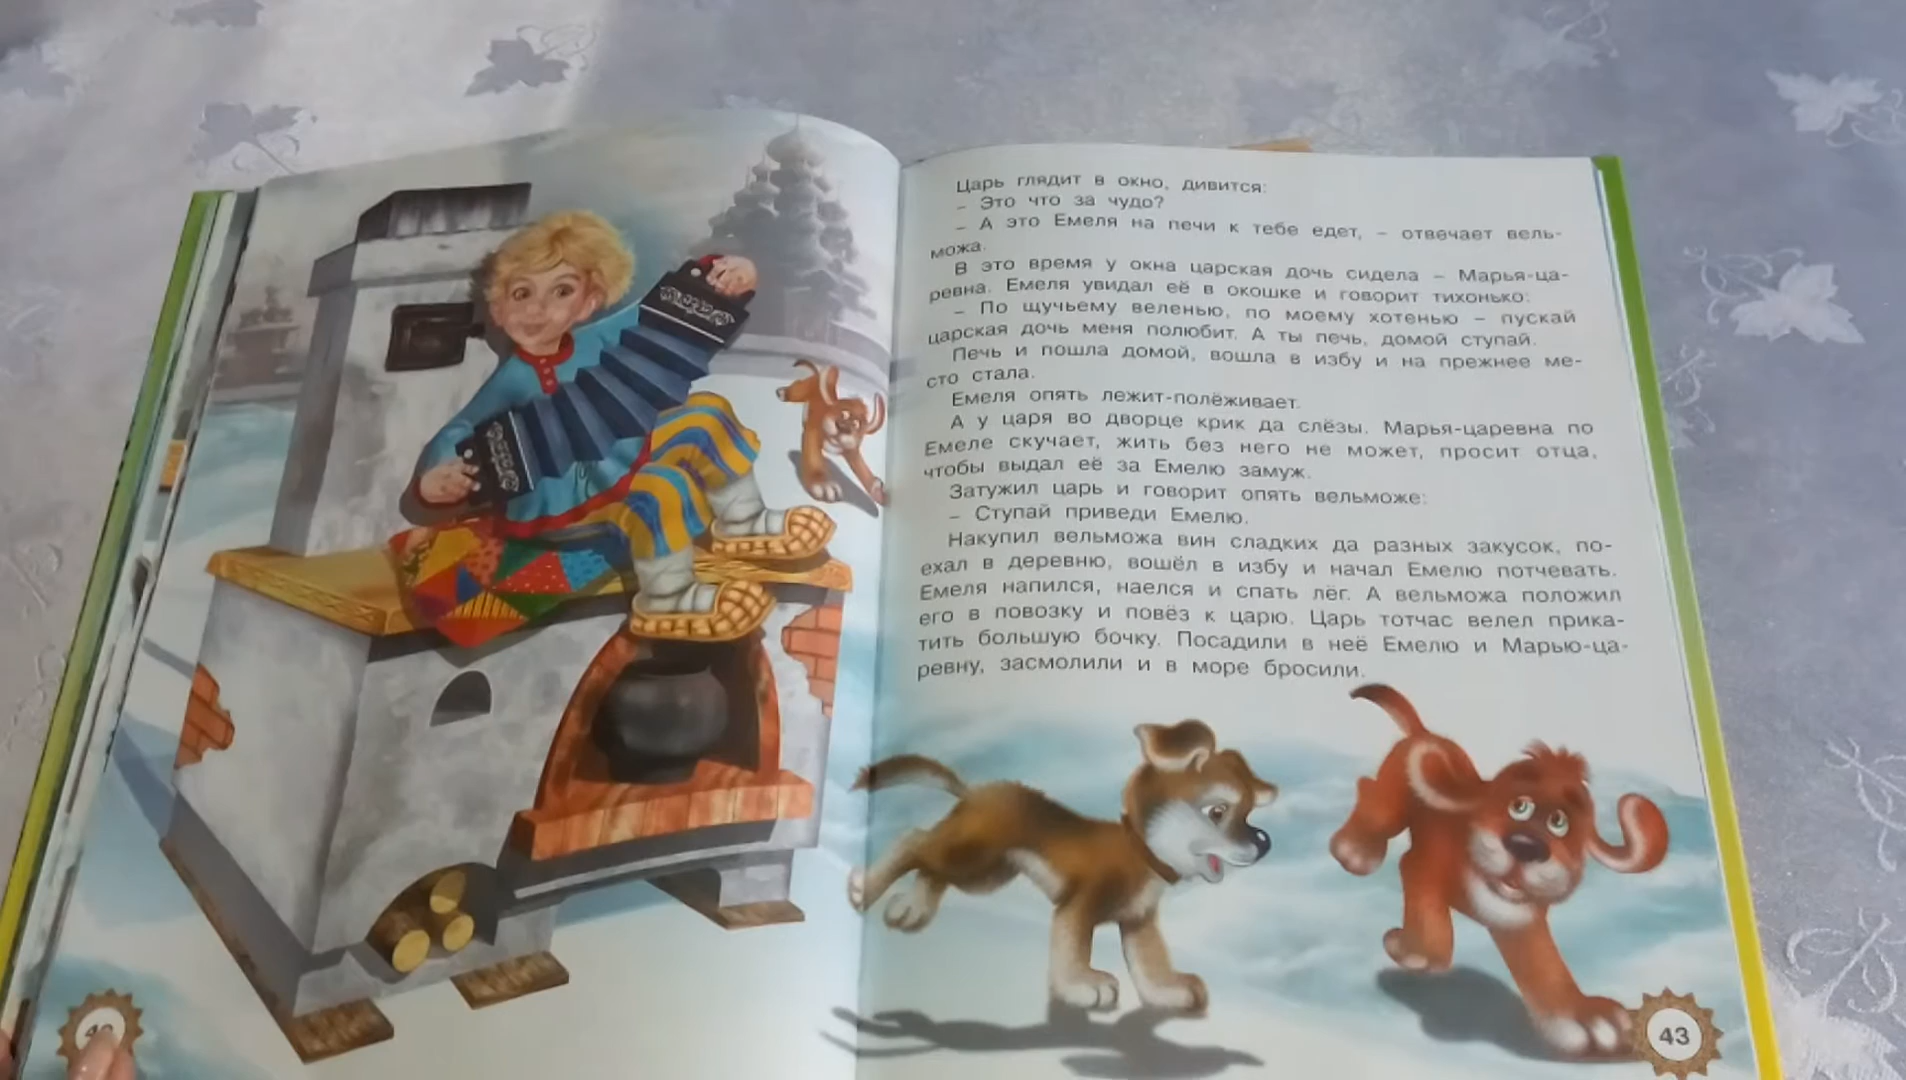 Царь глядит в окно, дивится:
– Это что за чудо?
– А это Емеля на печи к тебе едет, – отвечает вель-
можа.
В это время у окна царская дочь сидела – Марья-ца-
ревна. Емеля увидал её в окошке и говорит тихонько:
– По щучьему веленью, по моему хотенью – пускай
царская дочь меня полюбит. А ты печь, домой ступай.
Печь и пошла домой, вошла в избу и на прежнее ме-
сто стала.
Емеля опять лежит-полёживает.
А у царя во дворце крик да слёзы. Марья-царевна по
Емеле скучает, жить без него не может, просит отца,
чтобы выдал её за Емелю замуж.
Затужил царь и говорит опять вельможе:
– Ступай приведи Емелю.
Накупил вельможа вин сладких да разных закусок, по-
ехал в деревню, вошёл в избу и начал Емелю потчевать.
Емеля напился, наелся и спать лёг. А вельможа положил
его в повозку и повёз к царю. Царь тотчас велел прика-
тить большую бочку. Посадили в неё Емелю и Марью-ца-
ревну, засмолили и в море бросили.
43